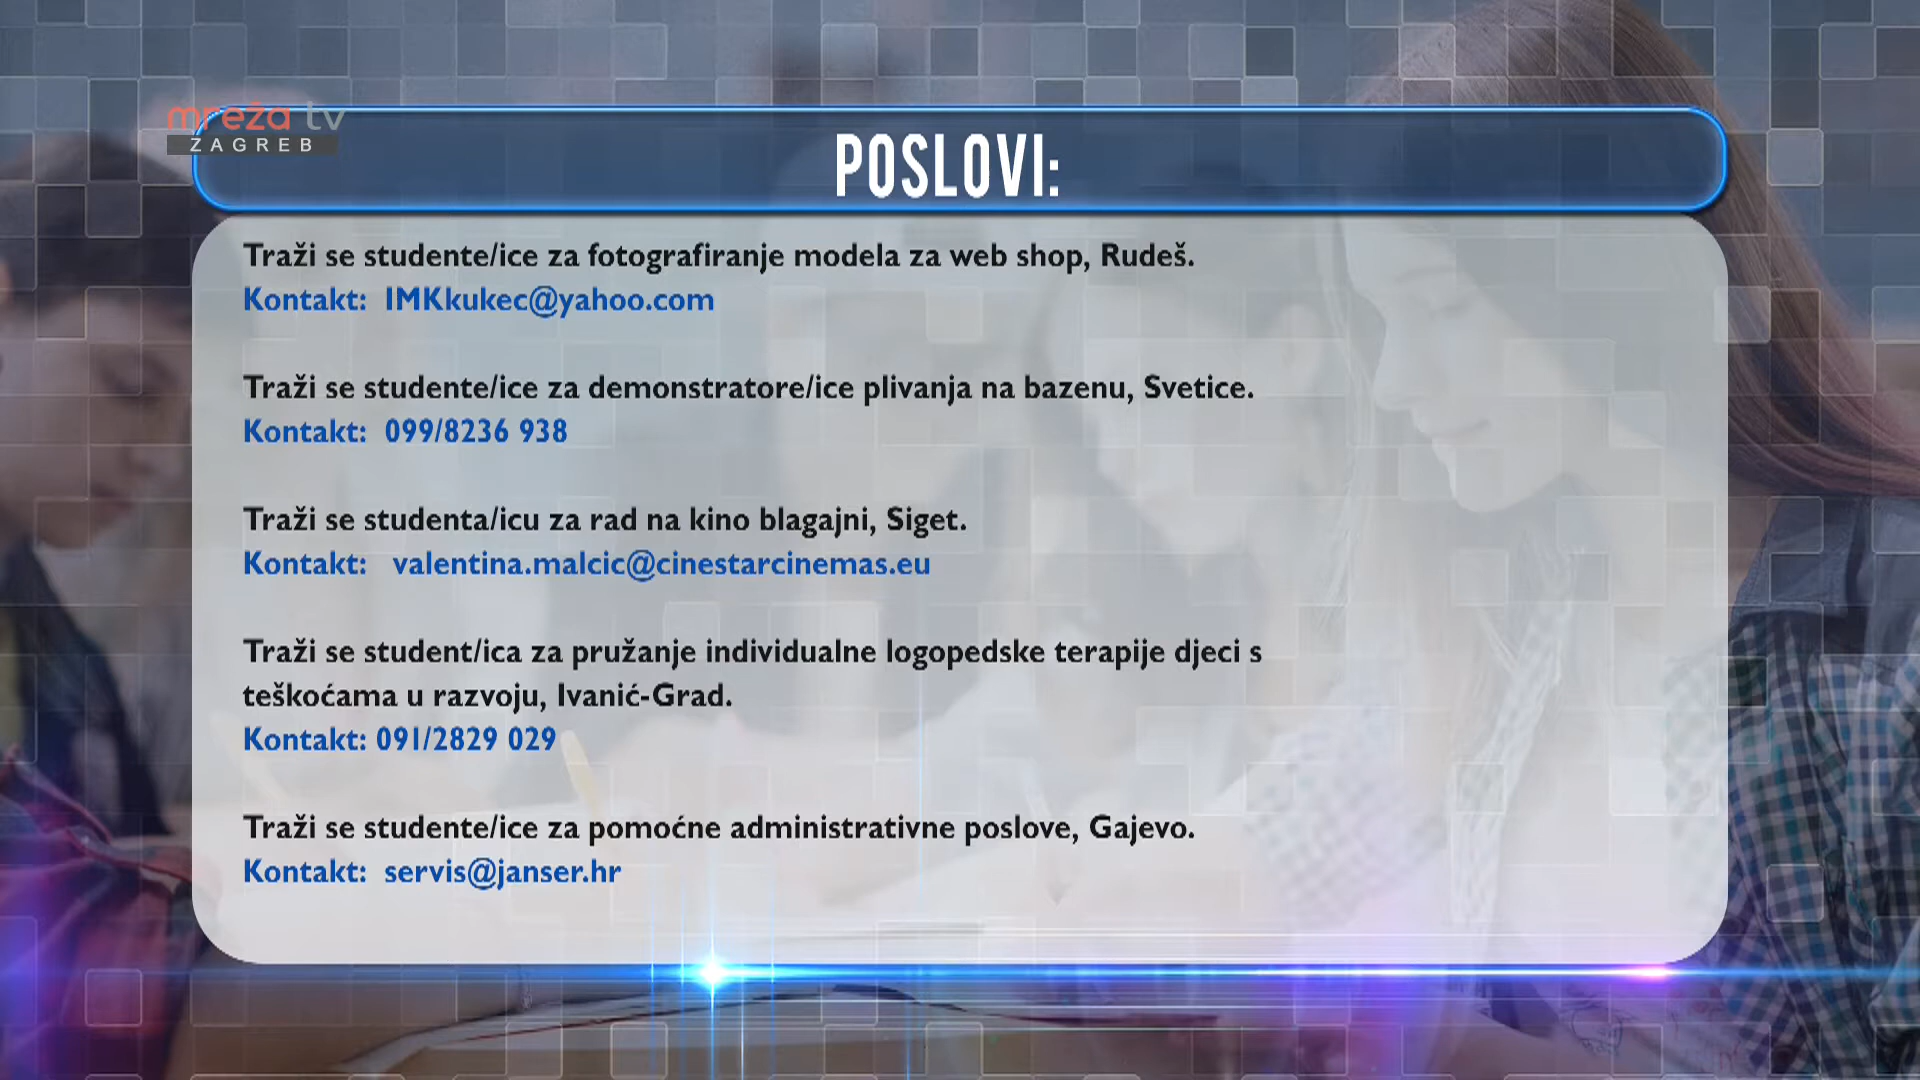 mreža tv
ZAGREB
POSLOVI:
Traži se studente/ice za fotografiranje modela za web shop, Rudeš.
Kontakt: IMKkukec@yahoo.com
Traži se studente/ice za demonstratore/ice plivanja na bazenu, Svetice.
Kontakt: 099/8236 938
Traži se studenta/icu za rad na kino blagajni, Siget.
Kontakt: valentina.malcic@cinestarcinemas.eu
Traži se student/ica za pružanje individualne logopedske terapije djeci s
teškoćama u razvoju, Ivanić-Grad.
Kontakt: 091/2829 029
Traži se studente/ice za pomoćne administrativne poslove, Gajevo.
Kontakt: servis@janser.hr